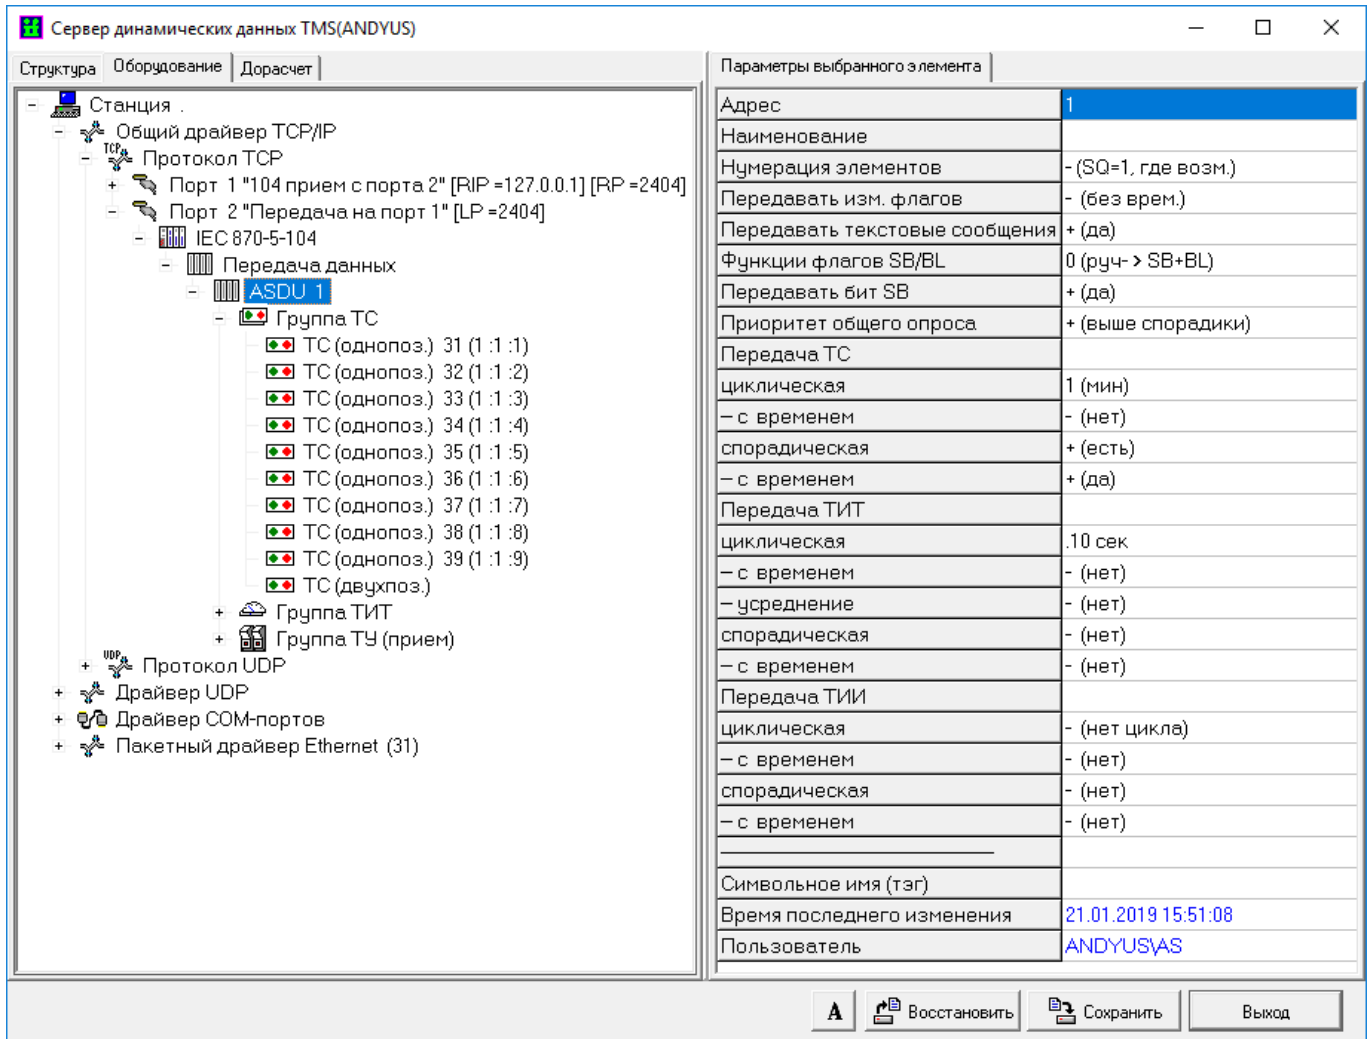 Сервер динамических данных TMS(ANDYUS)
Структура
Оборудование
Дорасчет
Станция .
Общий драйвер TCP/IP
TCP
Протокол TCP
Порт 1 "104 прием с порта 2" [RIP =127.0.0.1] [RP =2404]
Порт 2 "Передача на порт 1" [LP =2404]
IEC 870-5-104
Передача данных
ASDU 1
Группа ТС
ТС (однопоз.) 31 (1 :1 :1)
ТС (однопоз.) 32 (1 :1 :2)
ТС (однопоз.) 33 (1 :1 :3)
ТС (однопоз.) 34 (1 :1 :4)
ТС (однопоз.) 35 (1 :1 :5)
ТС (однопоз.) 36 (1 :1 :6)
ТС (однопоз.) 37 (1 :1 :7)
ТС (однопоз.) 38 (1 :1 :8)
ТС (однопоз.) 39 (1 :1 :9)
ТС (двухпоз.)
Группа ТИТ
Группа ТУ (прием)
UDP
Протокол UDP
Драйвер UDP
Драйвер COM-портов
Пакетный драйвер Ethernet (31)
Параметры выбранного элемента
Адрес 1
Наименование
Нумерация элементов - (SQ=1, где возм.)
Передавать изм. флагов - (без врем.)
Передавать текстовые сообщения + (да)
Функции флагов SB/BL 0 (руч-> SB+BL)
Передавать бит SB + (да)
Приоритет общего опроса + (выше спорадики)
Передача ТС
циклическая 1 (мин)
— с временем - (нет)
спорадическая + (есть)
— с временем + (да)
Передача ТИТ
циклическая .10 сек
— с временем - (нет)
— усреднение - (нет)
спорадическая - (нет)
— с временем - (нет)
Передача ТИИ
циклическая - (нет цикла)
— с временем - (нет)
спорадическая - (нет)
— с временем - (нет)
Символьное имя (тэг)
Время последнего изменения 21.01.2019 15:51:08
Пользователь ANDYUS\AS
A Восстановить Сохранить Выход